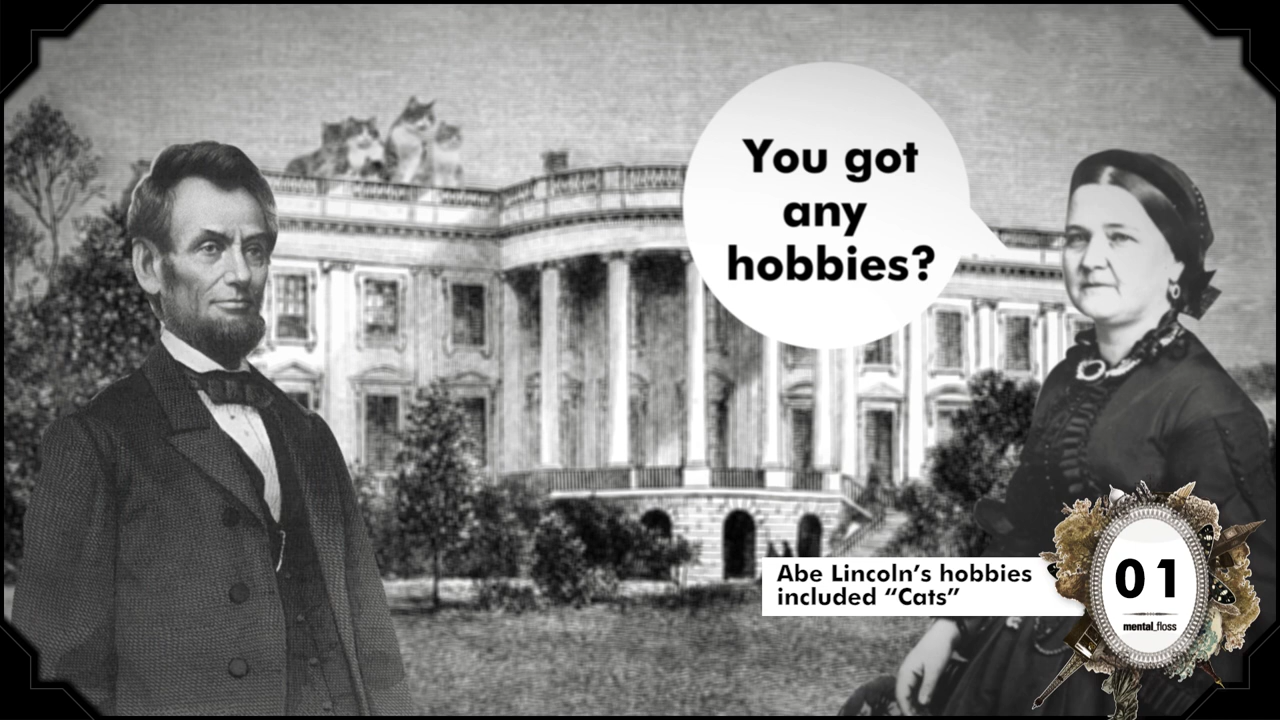 You got
any
hobbies?
Abe Lincoln’s hobbies
included “Cats”
01
mental_floss